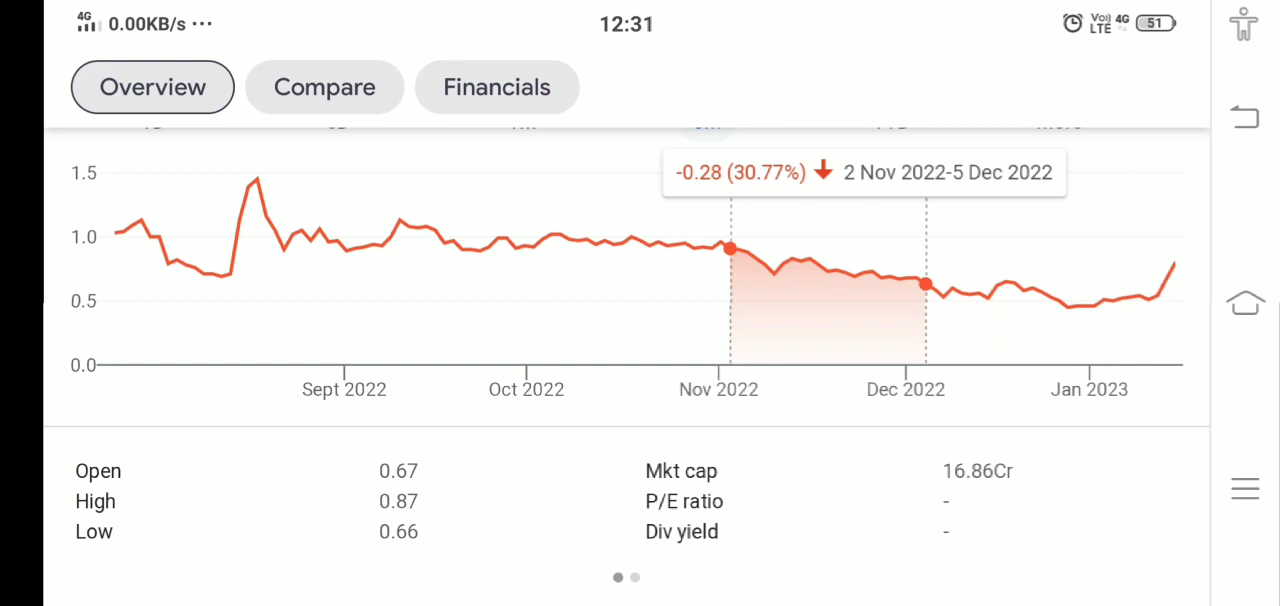 4G 0.00KB/s ··· 12:31 Voi) LTE 4G 51
Overview Compare Financials
-0.28 (30.77%) 2 Nov 2022-5 Dec 2022
1.5
1.0
0.5
0.0
Sept 2022 Oct 2022 Nov 2022 Dec 2022 Jan 2023
Open 0.67 Mkt cap 16.86Cr
High 0.87 P/E ratio -
Low 0.66 Div yield -